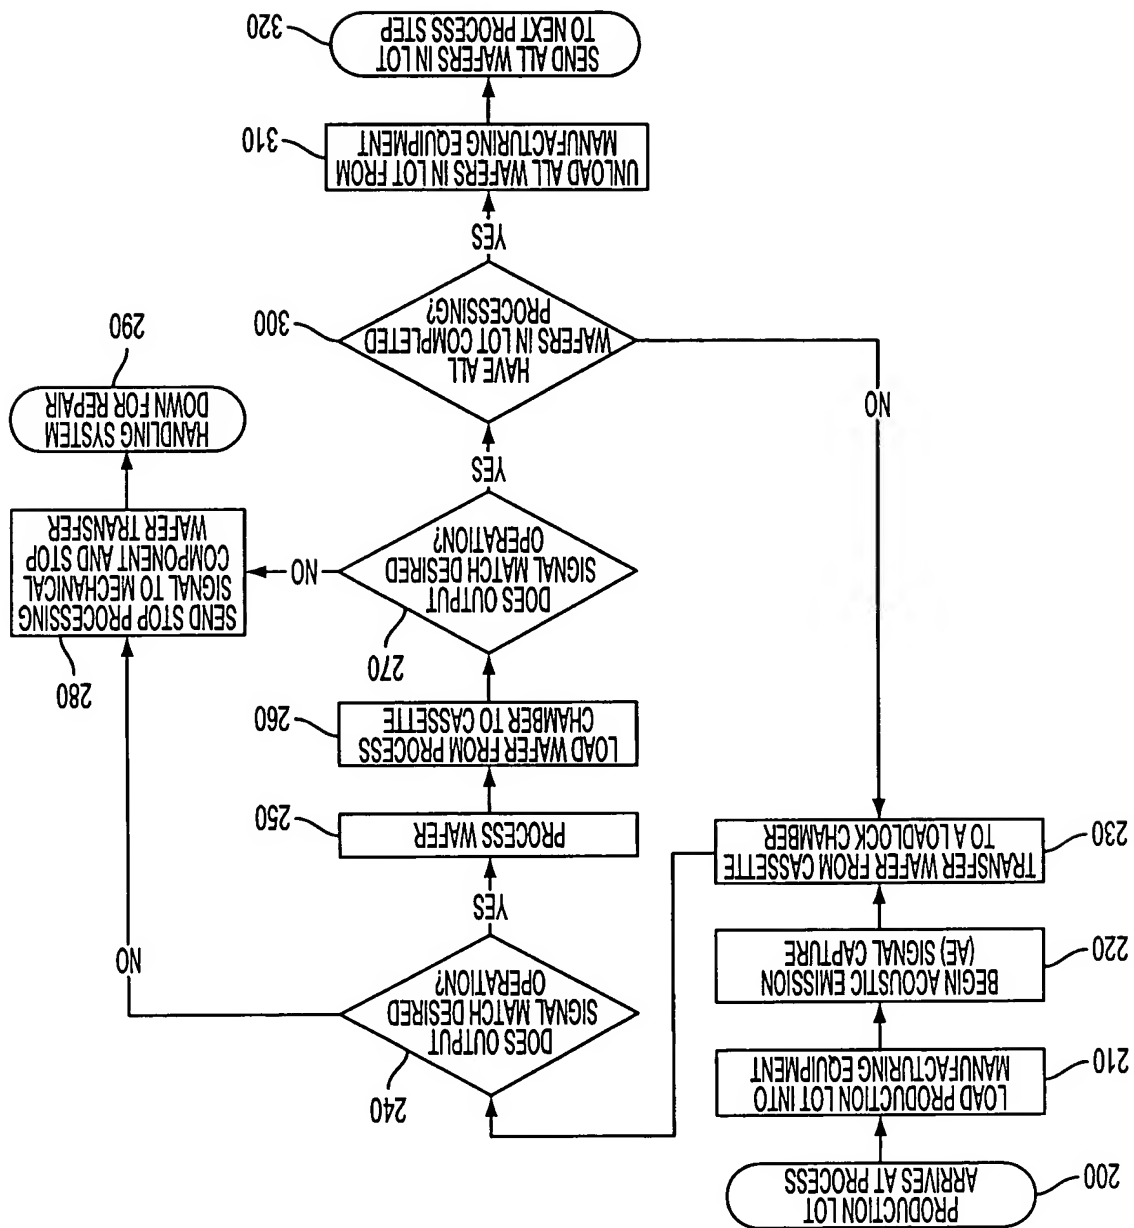 PRODUCTION LOT
ARRIVES AT PROCESS
200
LOAD PRODUCTION LOT INTO
MANUFACTURING EQUIPMENT
210
BEGIN ACOUSTIC EMISSION
(AE) SIGNAL CAPTURE
220
TRANSFER WAFER FROM CASSETTE
TO A LOADLOCK CHAMBER
230
DOES OUTPUT
SIGNAL MATCH DESIRED
OPERATION?
240
NO
YES
PROCESS WAFER
250
LOAD WAFER FROM PROCESS
CHAMBER TO CASSETTE
260
DOES OUTPUT
SIGNAL MATCH DESIRED
OPERATION?
270
NO
YES
SEND STOP PROCESSING
SIGNAL TO MECHANICAL
COMPONENT AND STOP
WAFER TRANSFER
280
HANDLING SYSTEM
DOWN FOR REPAIR
290
HAVE ALL
WAFERS IN LOT COMPLETED
PROCESSING?
300
NO
YES
UNLOAD ALL WAFERS IN LOT FROM
MANUFACTURING EQUIPMENT
310
SEND ALL WAFERS IN LOT
TO NEXT PROCESS STEP
320